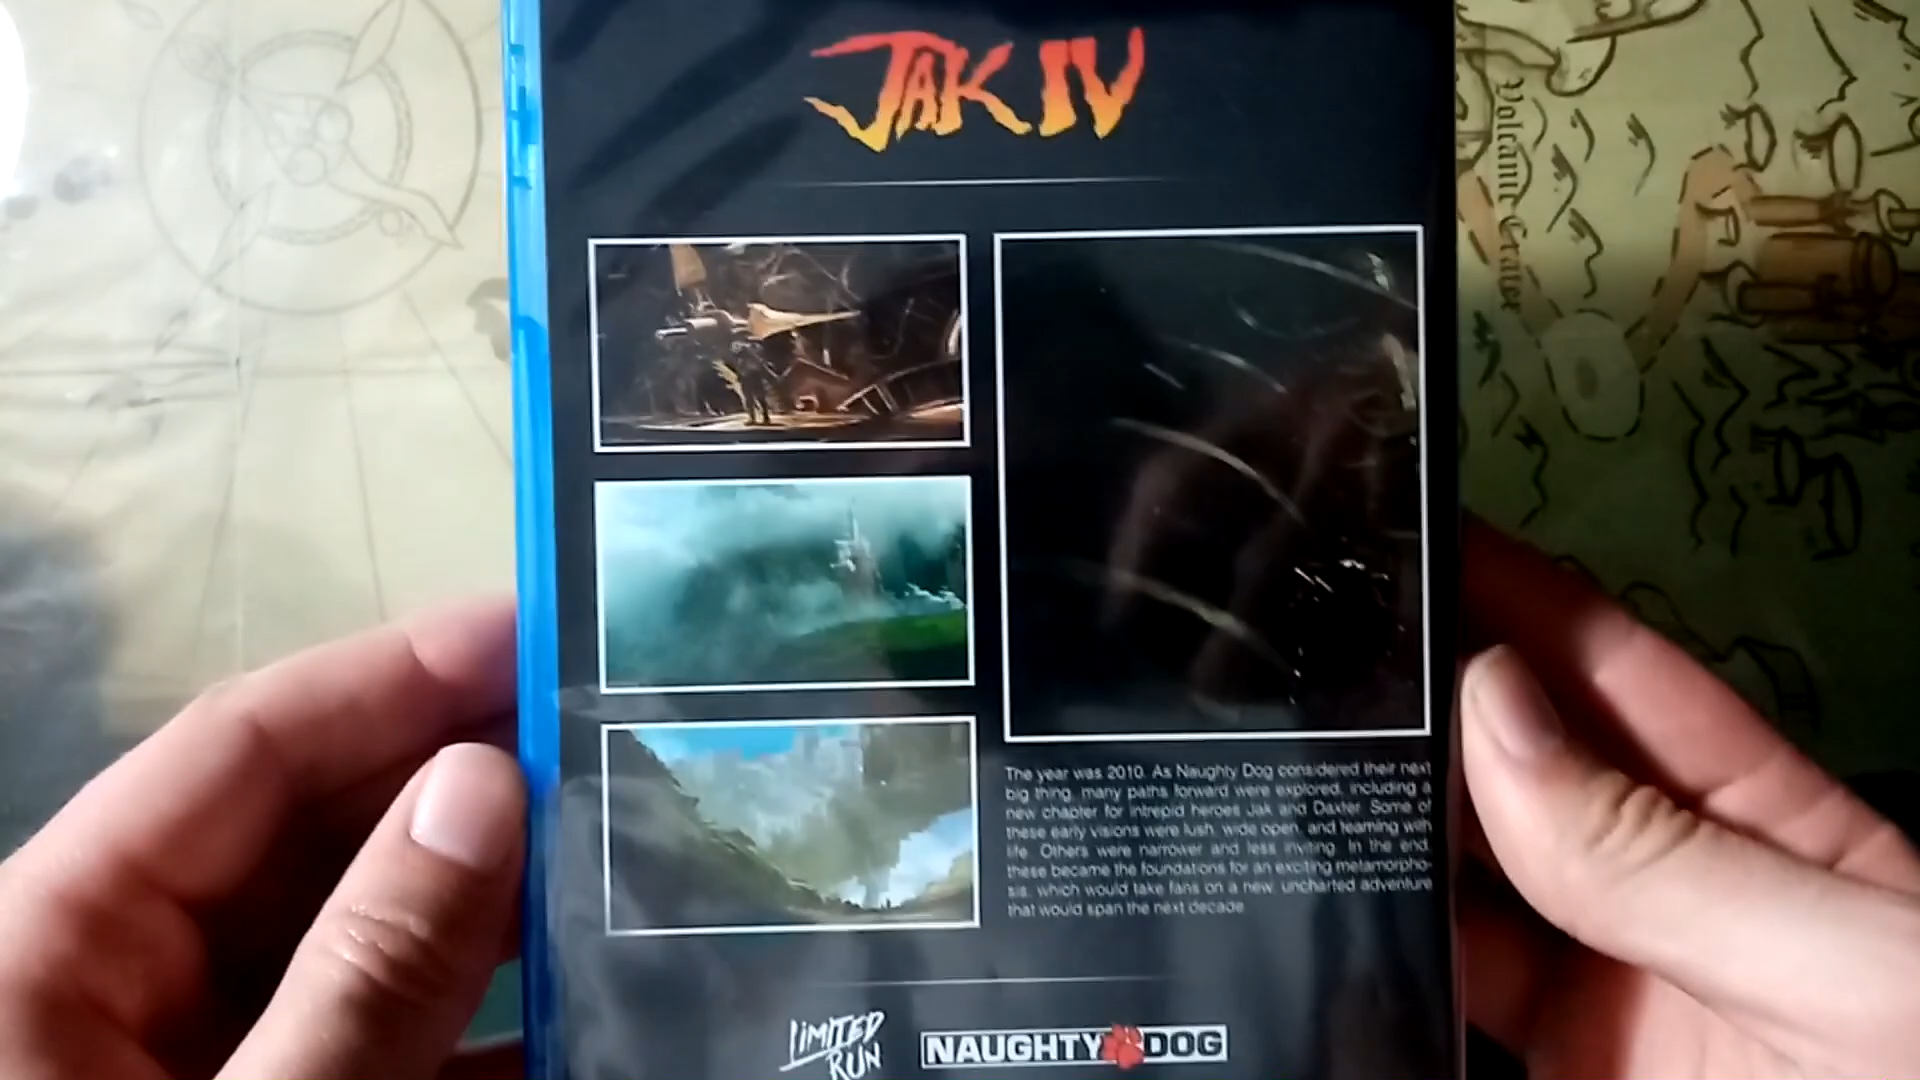 JAK IV
Volcanic Crater
The year was 2010. As Naughty Dog considered their next
big thing, many paths forward were explored, including a
new chapter for intrepid heroes Jak and Daxter. Some of
these early visions were lush, wide open, and teaming with
life. Others were narrower and less inviting. In the end,
these became the foundations for an exciting metamorpho-
sis, which would take fans on a new, uncharted adventure
that would span the next decade.
LIMITED
RUN
NAUGHTY DOG